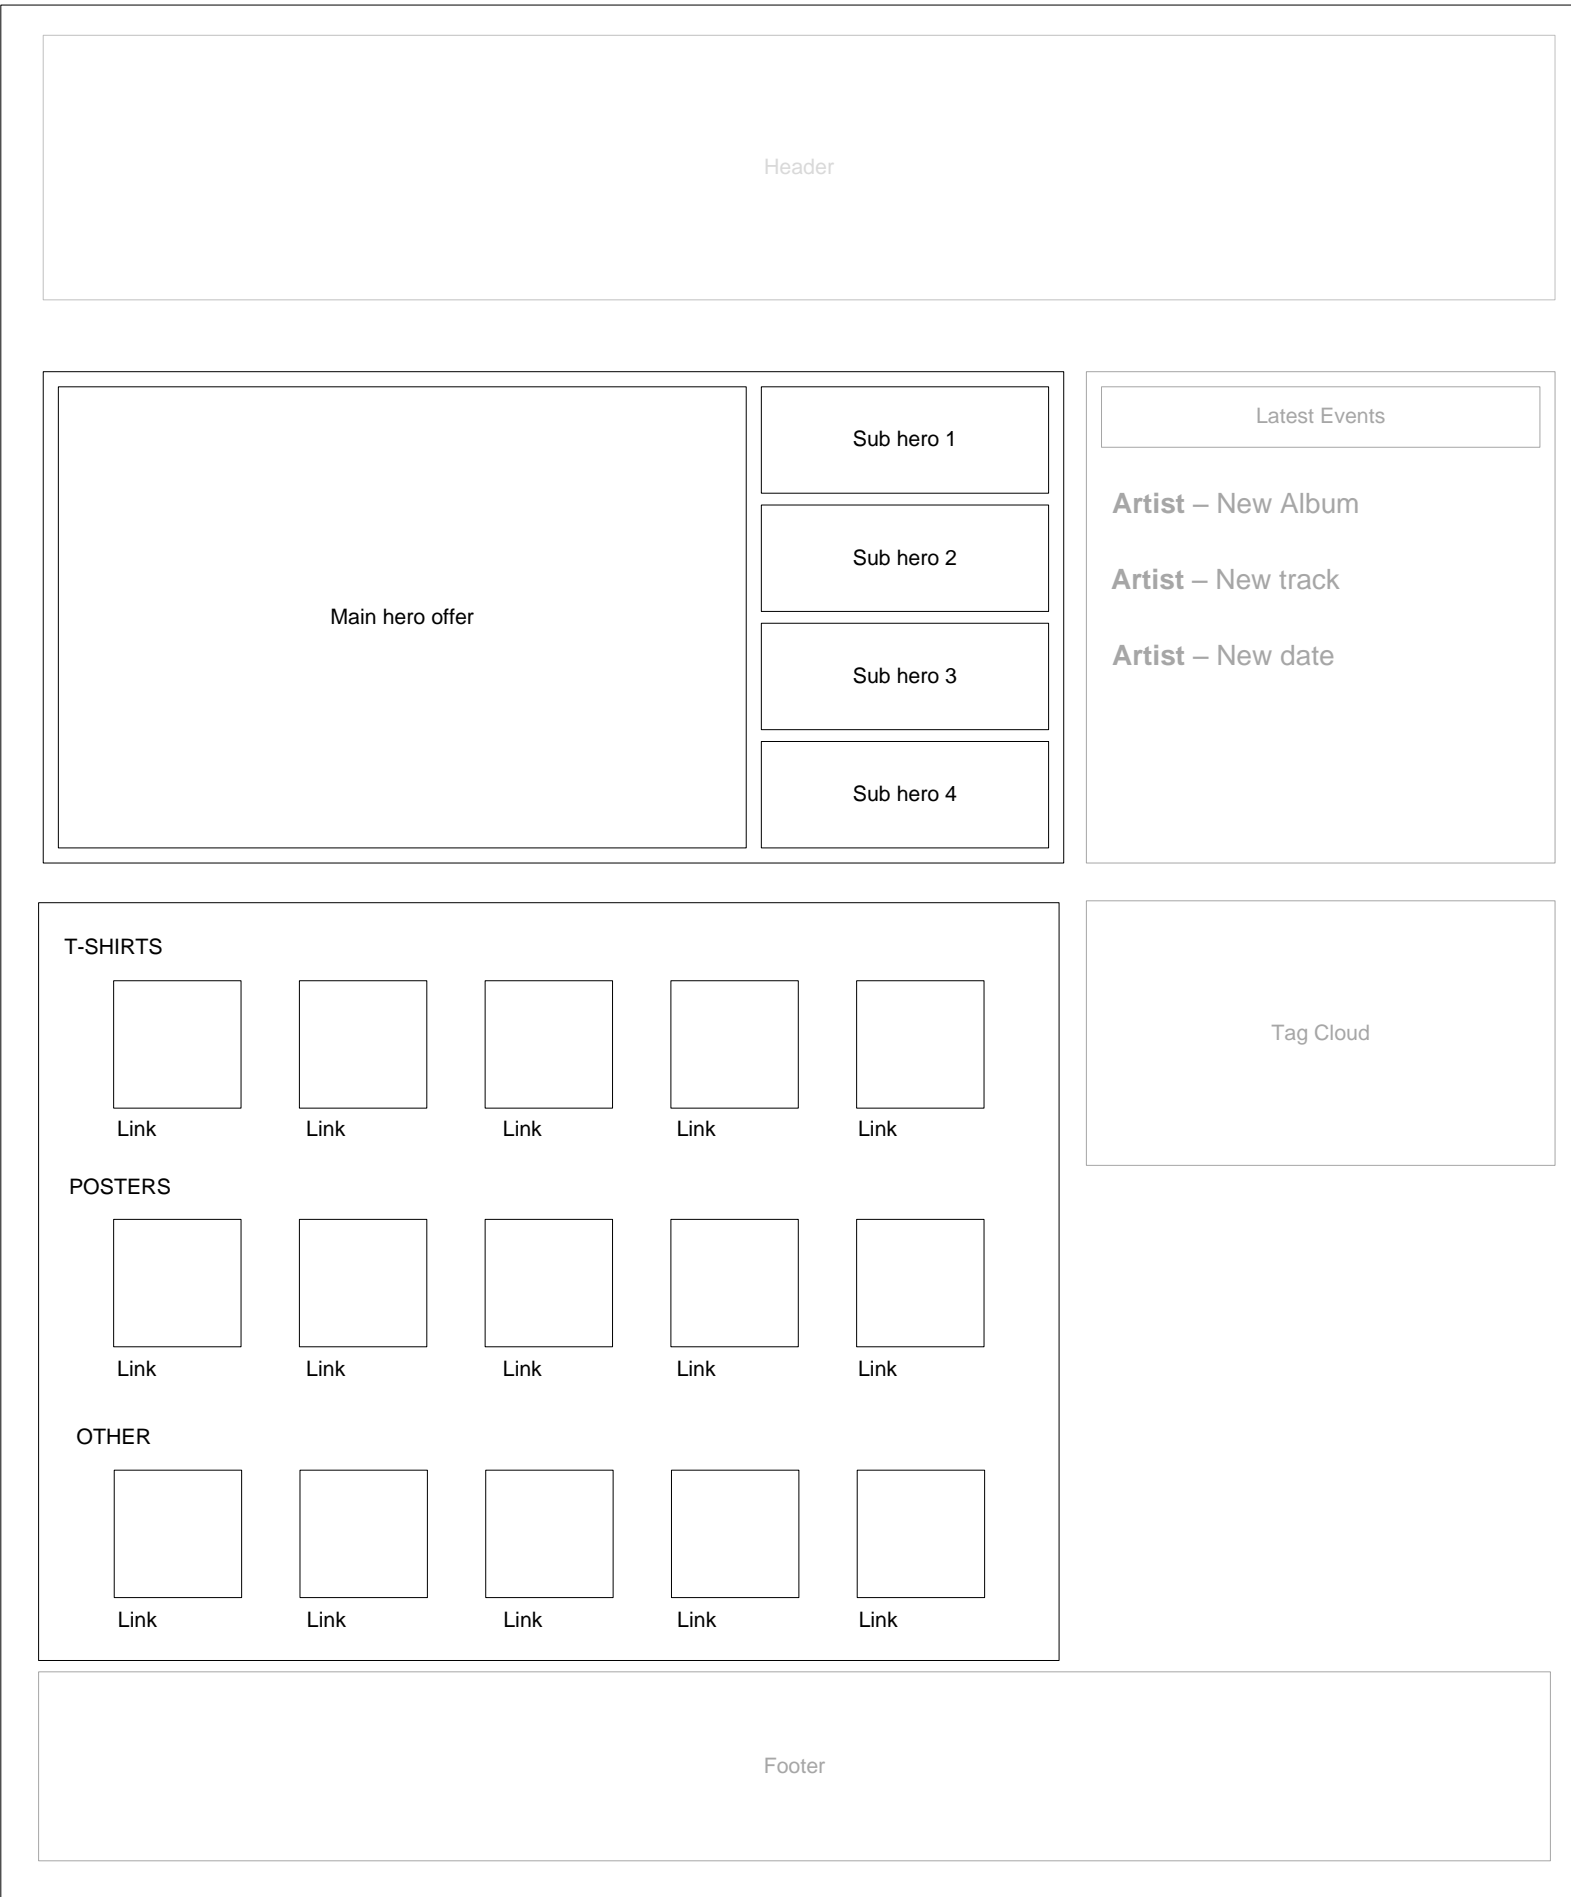 Header
Main hero offer
Sub hero 1
Sub hero 2
Sub hero 3
Sub hero 4
Latest Events
Artist – New Album
Artist – New track
Artist – New date
T-SHIRTS
Link Link Link Link Link
POSTERS
Link Link Link Link Link
OTHER
Link Link Link Link Link
Tag Cloud
Footer